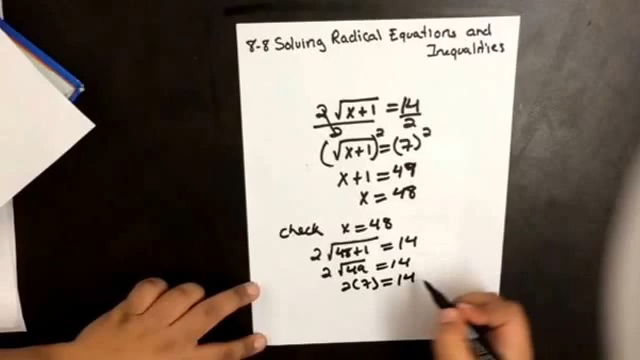 8-8 Solving Radical Equations and
Inequalities
2√(x+1) = 14
2 2
(√(x+1))² = (7)²
x+1 = 49
x = 48
check x = 48
2√(48+1) = 14
2√49 = 14
2(7) = 14